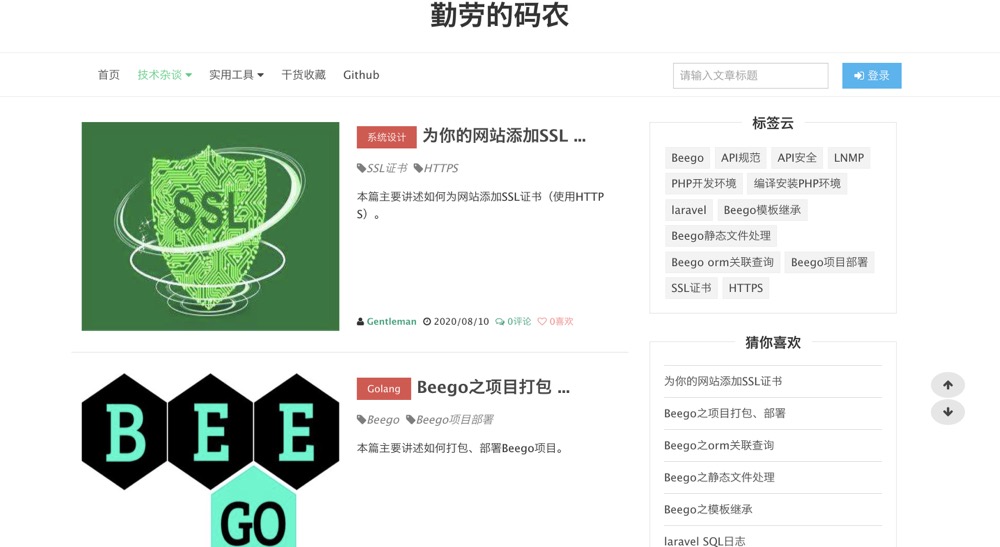 勤劳的码农
首页 技术杂谈 实用工具 干货收藏 Github 请输入文章标题 登录
SSL
系统设计 为你的网站添加SSL ...
SSL证书 HTTPS
本篇主要讲述如何为网站添加SSL证书（使用HTTP
S）。
Gentleman 2020/08/10 0评论 0喜欢
BEE
GO
Golang Beego之项目打包 ...
Beego Beego项目部署
本篇主要讲述如何打包、部署Beego项目。
标签云
Beego API规范 API安全 LNMP
PHP开发环境 编译安装PHP环境
laravel Beego模板继承
Beego静态文件处理
Beego orm关联查询 Beego项目部署
SSL证书 HTTPS
猜你喜欢
为你的网站添加SSL证书
Beego之项目打包、部署
Beego之orm关联查询
Beego之静态文件处理
Beego之模板继承
laravel SQL日志